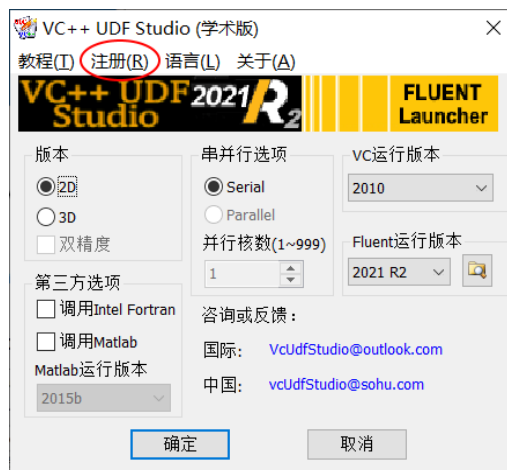 VC++ UDF Studio (学术版)
教程(T) 注册(R) 语言(L) 关于(A)
VC++ UDF Studio 2021R2 FLUENT Launcher
版本
2D
3D
双精度
串并行选项
Serial
Parallel
并行核数(1~999)
1
VC运行版本
2010
Fluent运行版本
2021 R2
第三方选项
调用Intel Fortran
调用Matlab
Matlab运行版本
2015b
咨询或反馈：
国际: VcUdfStudio@outlook.com
中国: vcUdfStudio@sohu.com
确定 取消